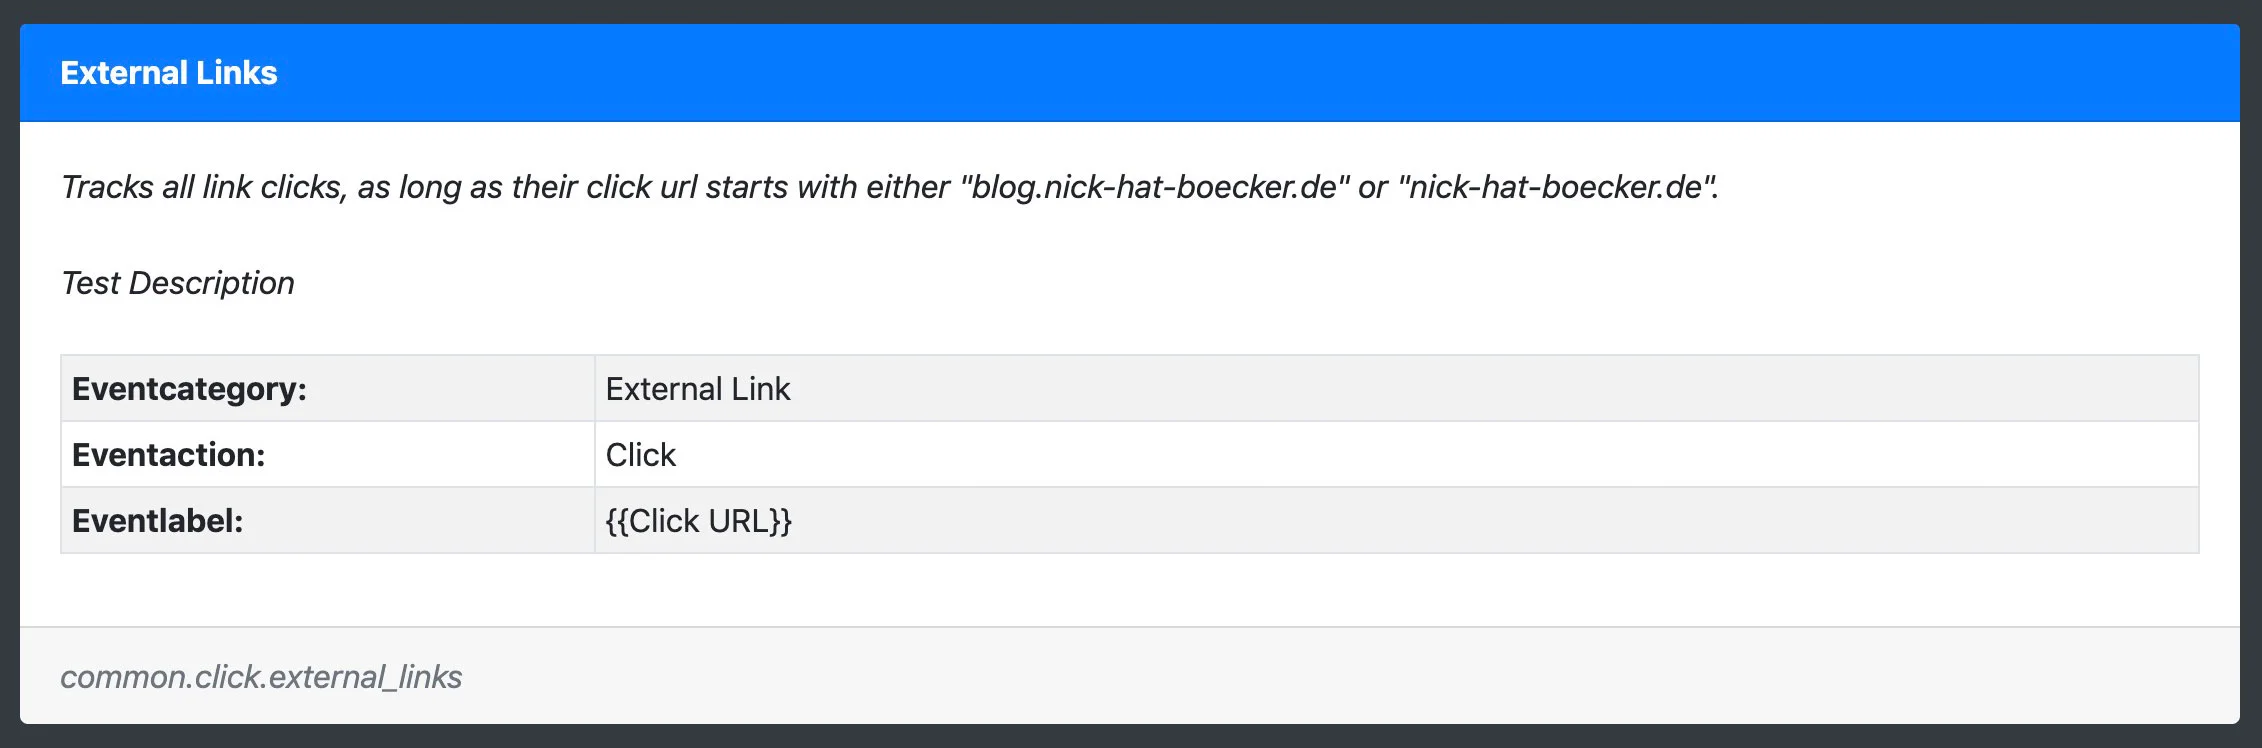 External Links
Tracks all link clicks, as long as their click url starts with either "blog.nick-hat-boecker.de" or "nick-hat-boecker.de".
Test Description
Eventcategory: External Link
Eventaction: Click
Eventlabel: {{Click URL}}
common.click.external_links